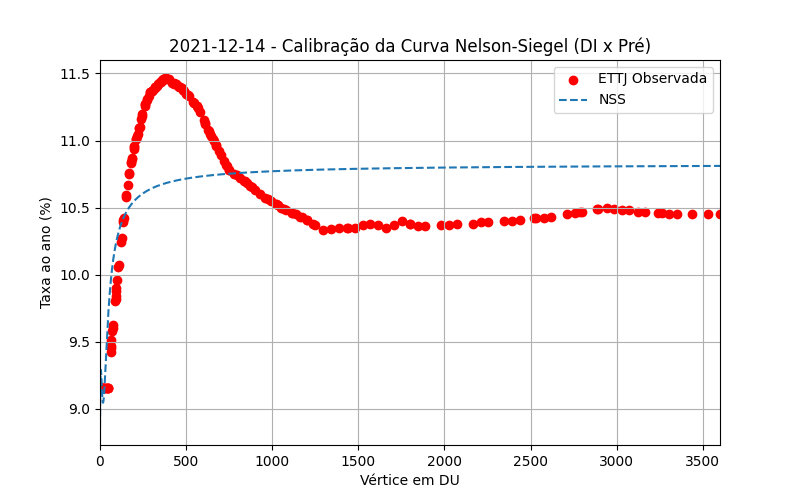 2021-12-14 - Calibração da Curva Nelson-Siegel (DI x Pré)
ETTJ Observada
NSS
Taxa ao ano (%)
11.5
11.0
10.5
10.0
9.5
9.0
0 500 1000 1500 2000 2500 3000 3500
Vértice em DU